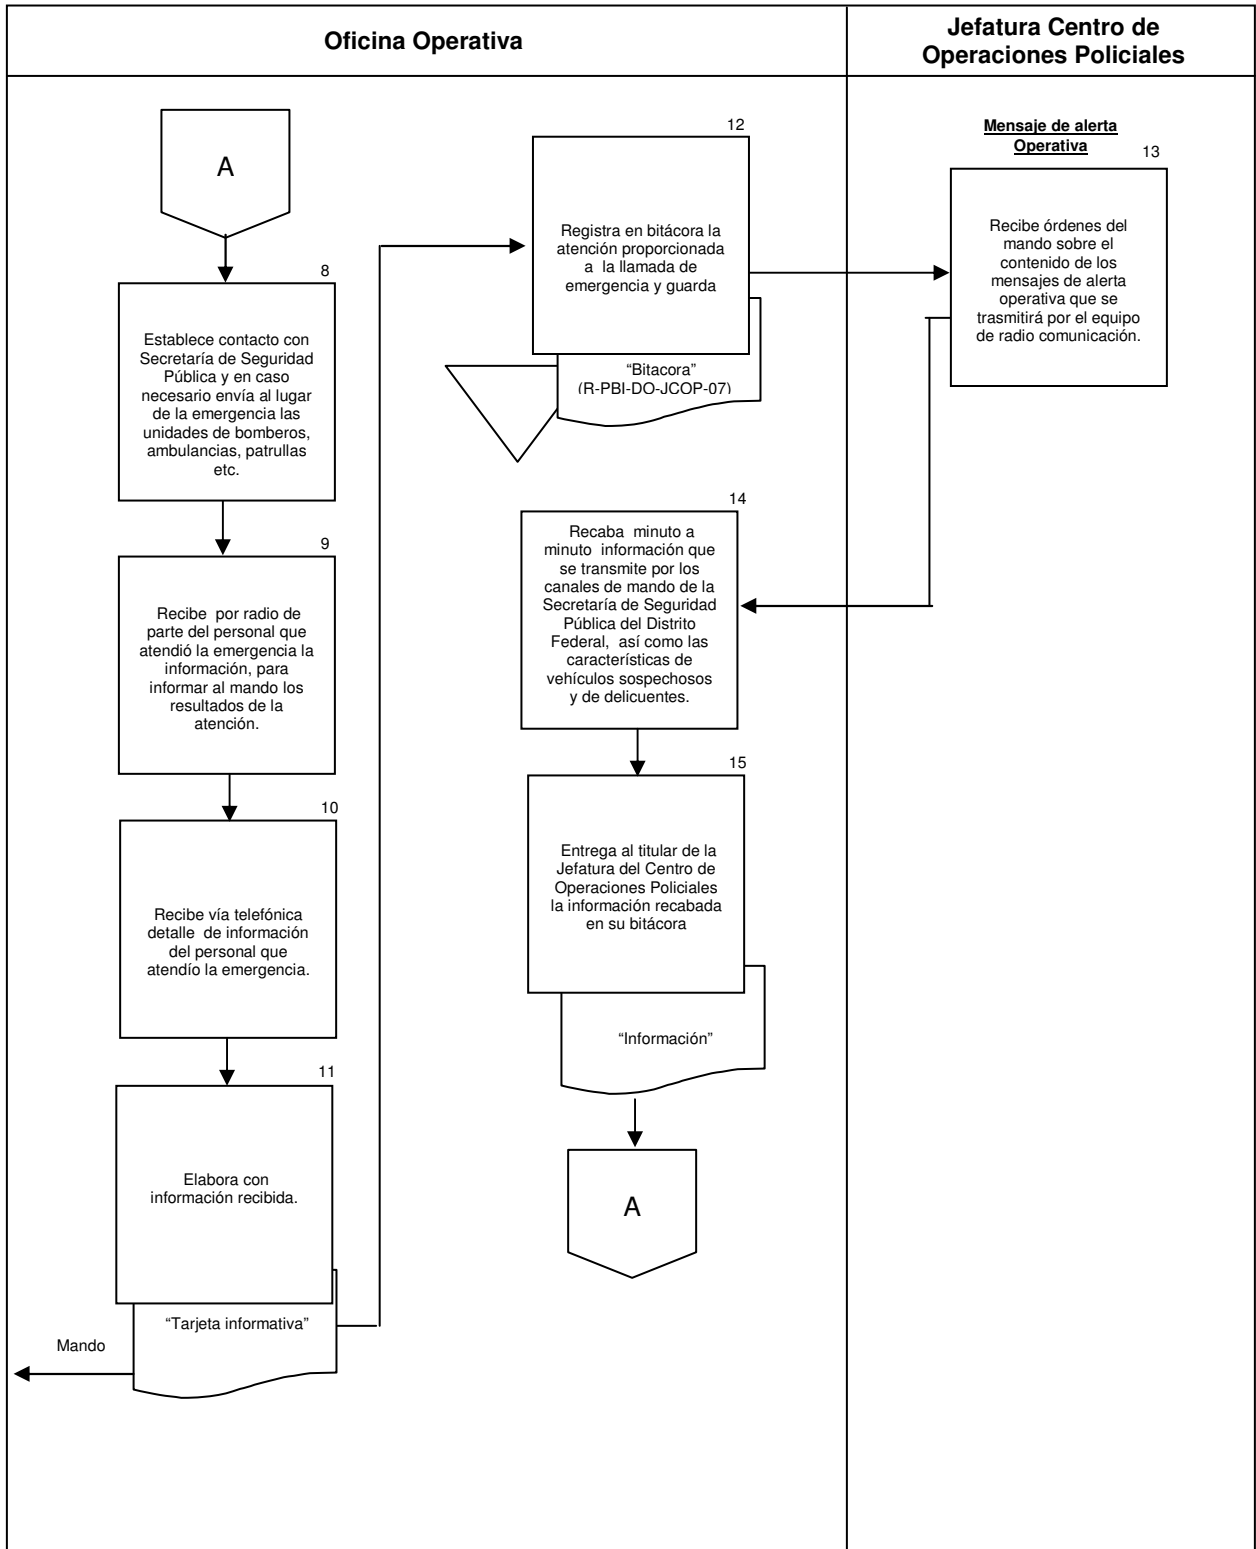 Oficina Operativa
Jefatura Centro de
Operaciones Policiales
A
8
Establece contacto con
Secretaría de Seguridad
Pública y en caso
necesario envía al lugar
de la emergencia las
unidades de bomberos,
ambulancias, patrullas
etc.
9
Recibe por radio de
parte del personal que
atendió la emergencia la
información, para
informar al mando los
resultados de la
atención.
10
Recibe vía telefónica
detalle de información
del personal que
atendío la emergencia.
11
Elabora con
información recibida.
“Tarjeta informativa”
Mando
12
Registra en bitácora la
atención proporcionada
a la llamada de
emergencia y guarda
“Bitacora”
(R-PBI-DO-JCOP-07)
Mensaje de alerta
Operativa
13
Recibe órdenes del
mando sobre el
contenido de los
mensajes de alerta
operativa que se
trasmitirá por el equipo
de radio comunicación.
14
Recaba minuto a
minuto información que
se transmite por los
canales de mando de la
Secretaría de Seguridad
Pública del Distrito
Federal, así como las
características de
vehículos sospechosos
y de delicuentes.
15
Entrega al titular de la
Jefatura del Centro de
Operaciones Policiales
la información recabada
en su bitácora
“Información”
A